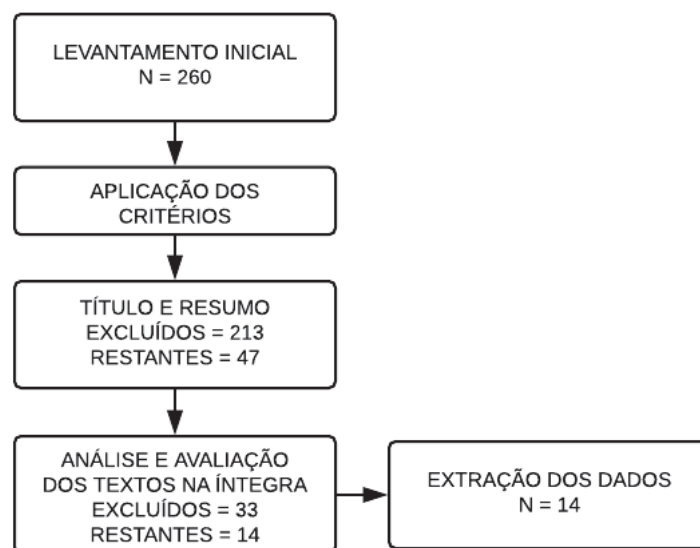 LEVANTAMENTO INICIAL
N = 260
APLICAÇÃO DOS
CRITÉRIOS
TÍTULO E RESUMO
EXCLUÍDOS = 213
RESTANTES = 47
ANÁLISE E AVALIAÇÃO
DOS TEXTOS NA ÍNTEGRA
EXCLUÍDOS = 33
RESTANTES = 14
EXTRAÇÃO DOS DADOS
N = 14